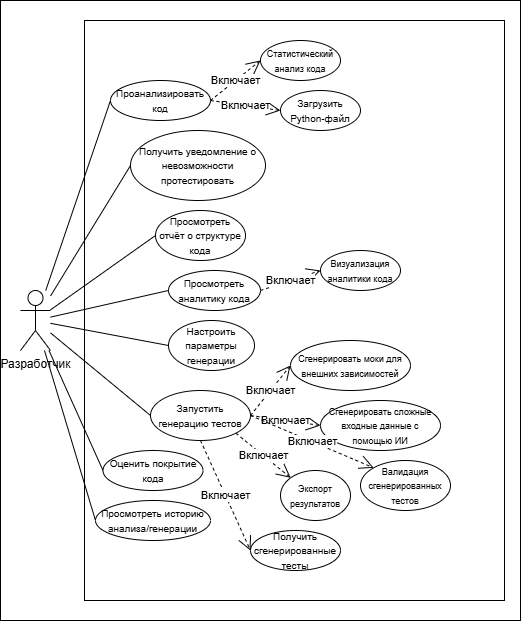 Статистический
анализ кода
Включает
Проанализировать
код
Включает
Загрузить
Python-файл
Получить уведомление о
невозможности
протестировать
Просмотреть
отчёт о структуре
кода
Просмотреть
аналитику кода
Включает
Визуализация
аналитики кода
Разработчик
Настроить
параметры
генерации
Сгенерировать моки для
внешних зависимостей
Включает
Запустить
генерацию тестов
Включает
Сгенерировать сложные
входные данные с
помощью ИИ
Включает
Валидация
сгенерированных
тестов
Включает
Экспорт
результатов
Оценить покрытие
кода
Включает
Просмотреть историю
анализа/генерации
Получить
сгенерированные
тесты